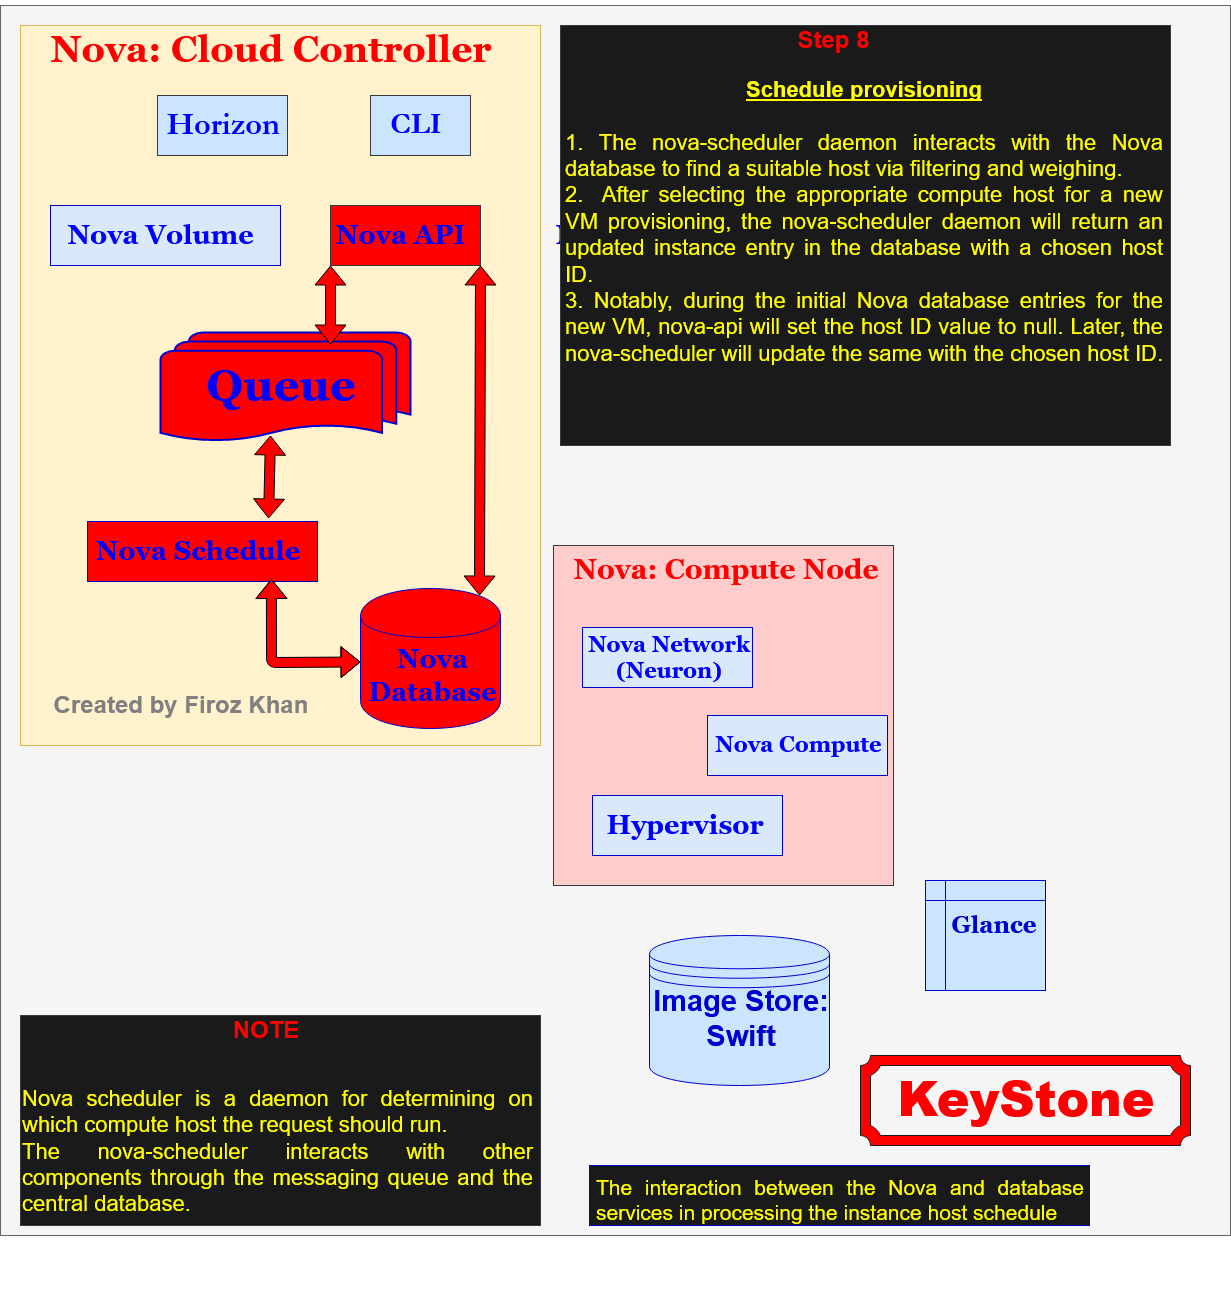 Nova: Cloud Controller
Horizon
CLI
Nova Volume
Nova API
Queue
Nova Schedule
Nova
Database
Created by Firoz Khan
Step 8
Schedule provisioning
1. The nova-scheduler daemon interacts with the Nova
database to find a suitable host via filtering and weighing.
2. After selecting the appropriate compute host for a new
VM provisioning, the nova-scheduler daemon will return an
updated instance entry in the database with a chosen host
ID.
3. Notably, during the initial Nova database entries for the
new VM, nova-api will set the host ID value to null. Later, the
nova-scheduler will update the same with the chosen host ID.
Nova: Compute Node
Nova Network
(Neuron)
Nova Compute
Hypervisor
Glance
Image Store:
Swift
KeyStone
NOTE
Nova scheduler is a daemon for determining on
which compute host the request should run.
The nova-scheduler interacts with other
components through the messaging queue and the
central database.
The interaction between the Nova and database
services in processing the instance host schedule